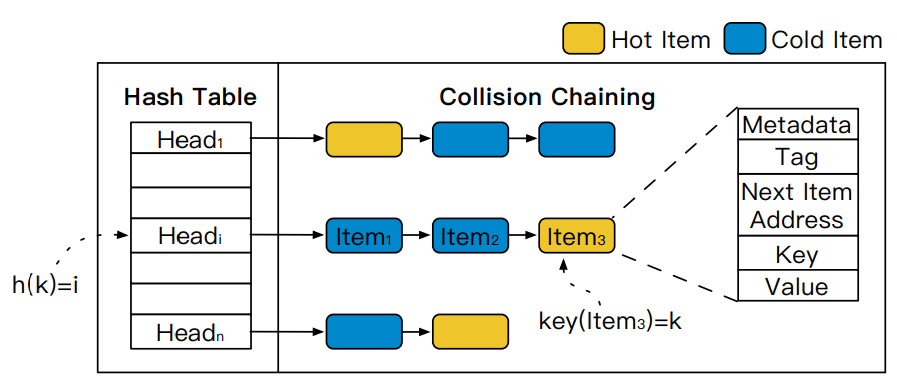 Hot Item
Cold Item
Hash Table
Collision Chaining
Head₁
Metadata
Tag
Next Item
Address
Key
Value
Headᵢ
Item₁
Item₂
Item₃
h(k)=i
key(Item₃)=k
Headₙ